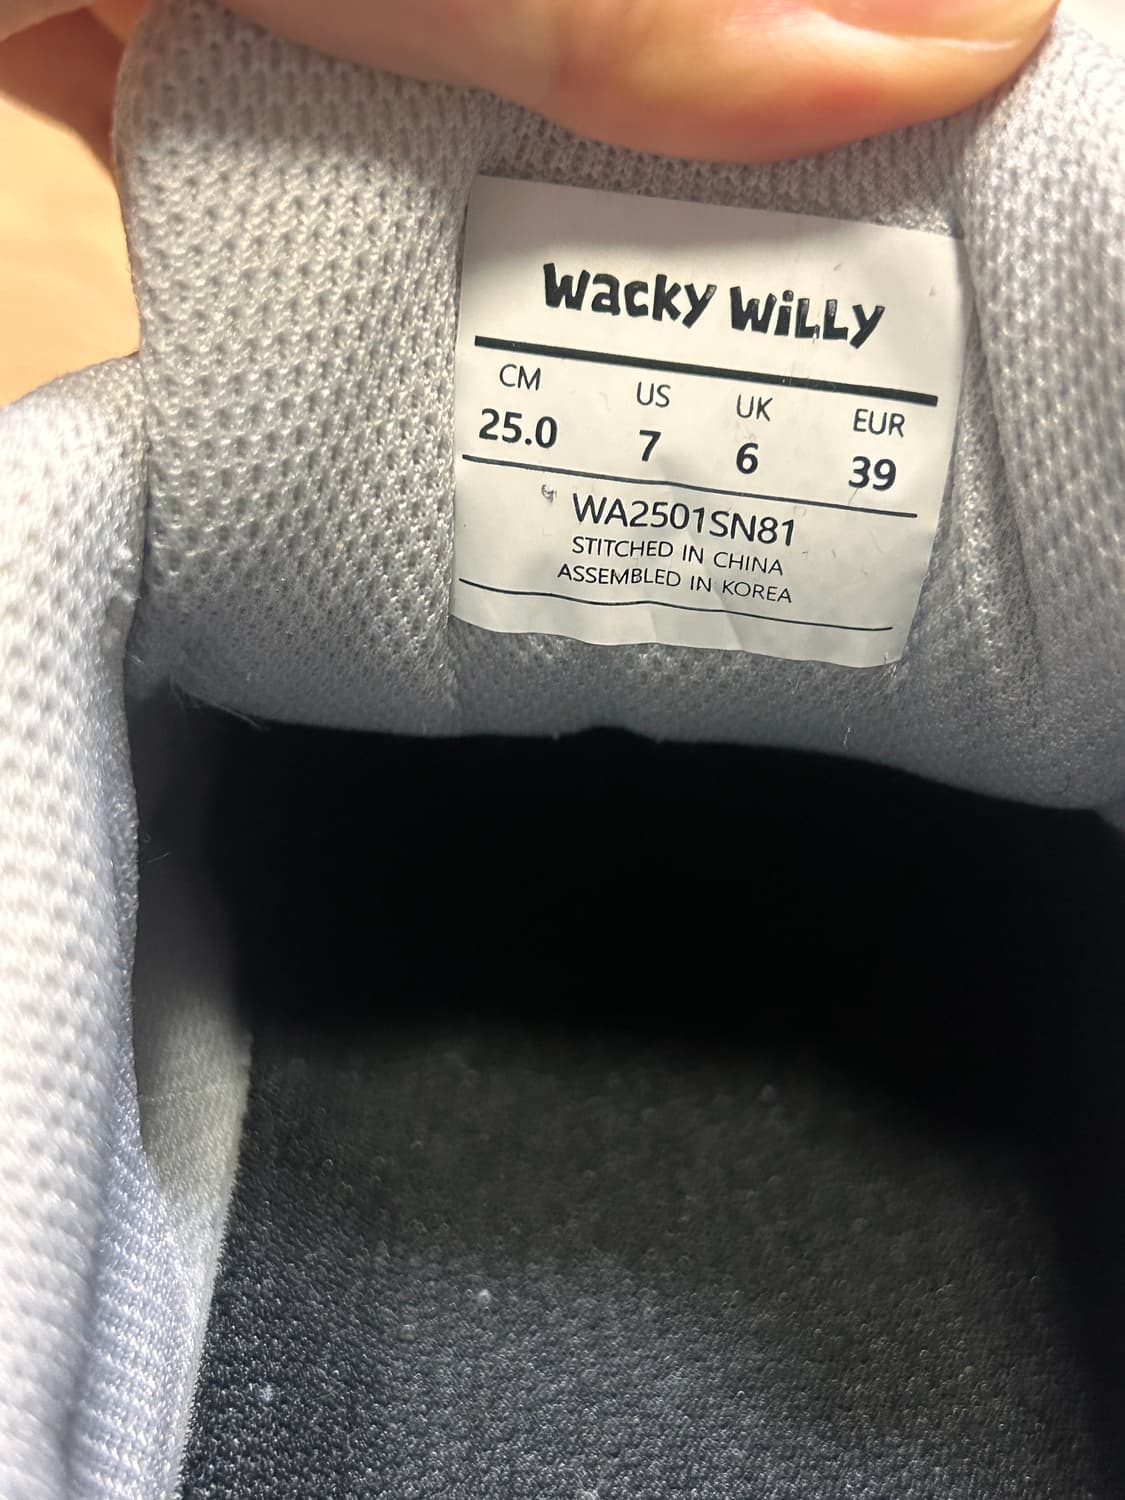 Wacky WiLLY
CM US UK EUR
25.0 7 6 39
WA2501SN81
STITCHED IN CHINA
ASSEMBLED IN KOREA